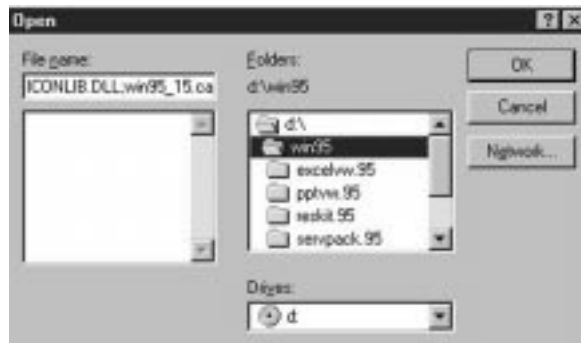 Open
File name:
ICONLIB.DLL;win95_15.ca
Folders:
d:\win95
d:\
win95
excelvw.95
pptvw.95
reskit.95
servpack.95
Drives:
d:
OK
Cancel
Network...